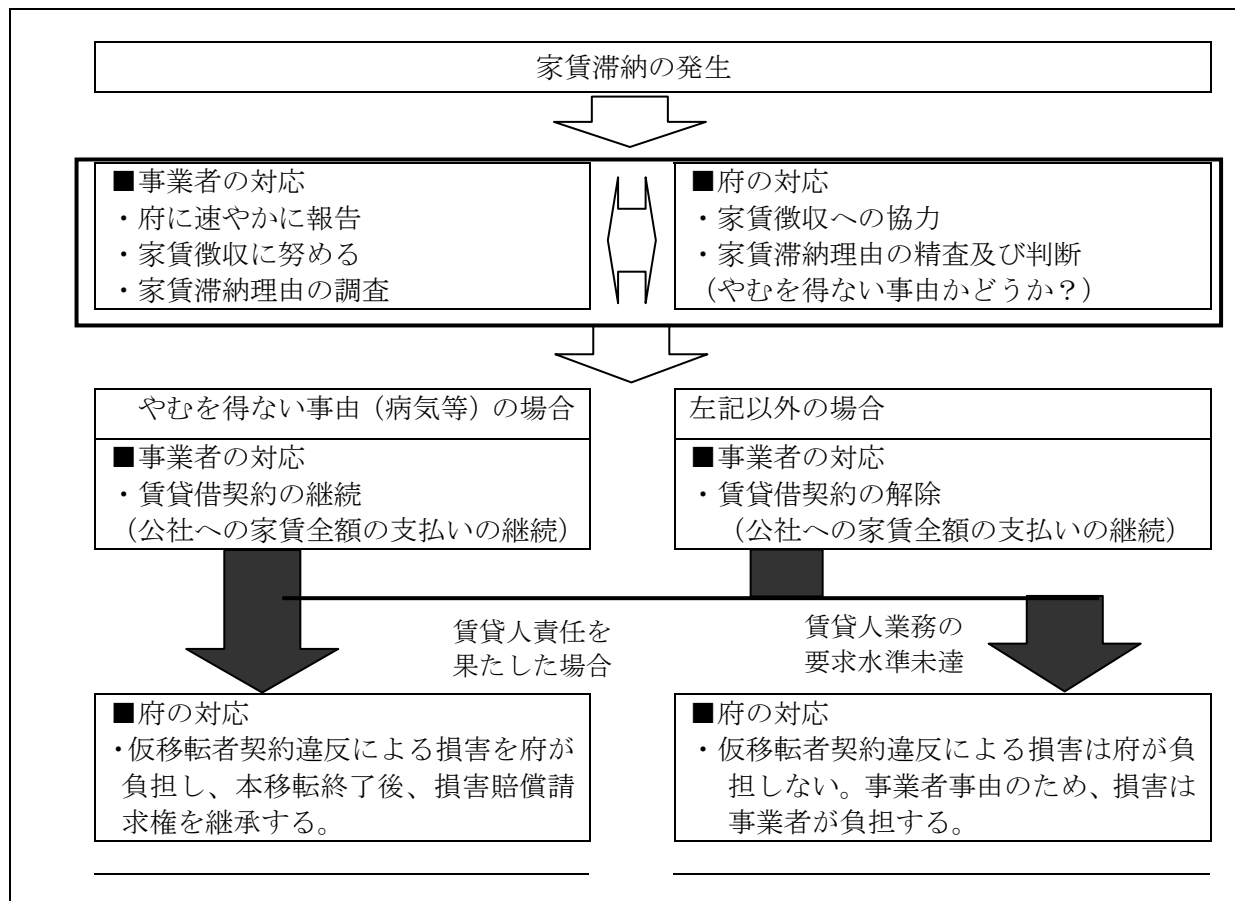 家賃滞納の発生
■事業者の対応
・府に速やかに報告
・家賃徴収に努める
・家賃滞納理由の調査
■府の対応
・家賃徴収への協力
・家賃滞納理由の精査及び判断
（やむを得ない事由かどうか？）
やむを得ない事由（病気等）の場合
■事業者の対応
・賃貸借契約の継続
（公社への家賃全額の支払いの継続）
左記以外の場合
■事業者の対応
・賃貸借契約の解除
（公社への家賃全額の支払いの継続）
賃貸人責任を
果たした場合
賃貸人業務の
要求水準未達
■府の対応
・仮移転者契約違反による損害を府が
負担し、本移転終了後、損害賠償請
求権を継承する。
■府の対応
・仮移転者契約違反による損害は府が負
担しない。事業者事由のため、損害は
事業者が負担する。